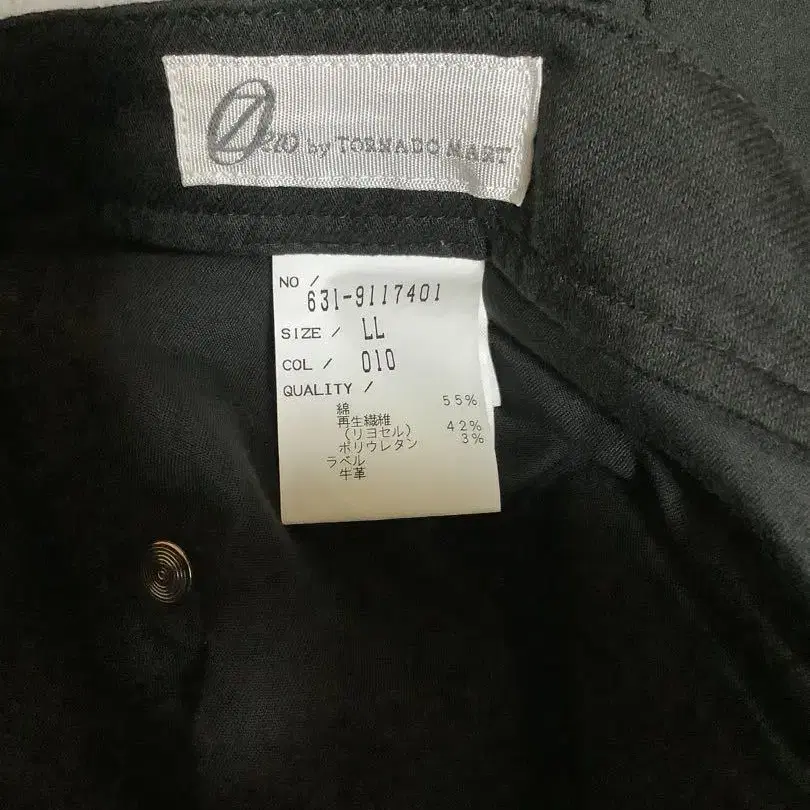 Zero by TORNADO MART
NO / 631-9117401
SIZE / LL
COL / 010
QUALITY /
綿 55%
再生繊維
(リヨセル) 42%
ポリウレタン 3%
ラベル
牛革